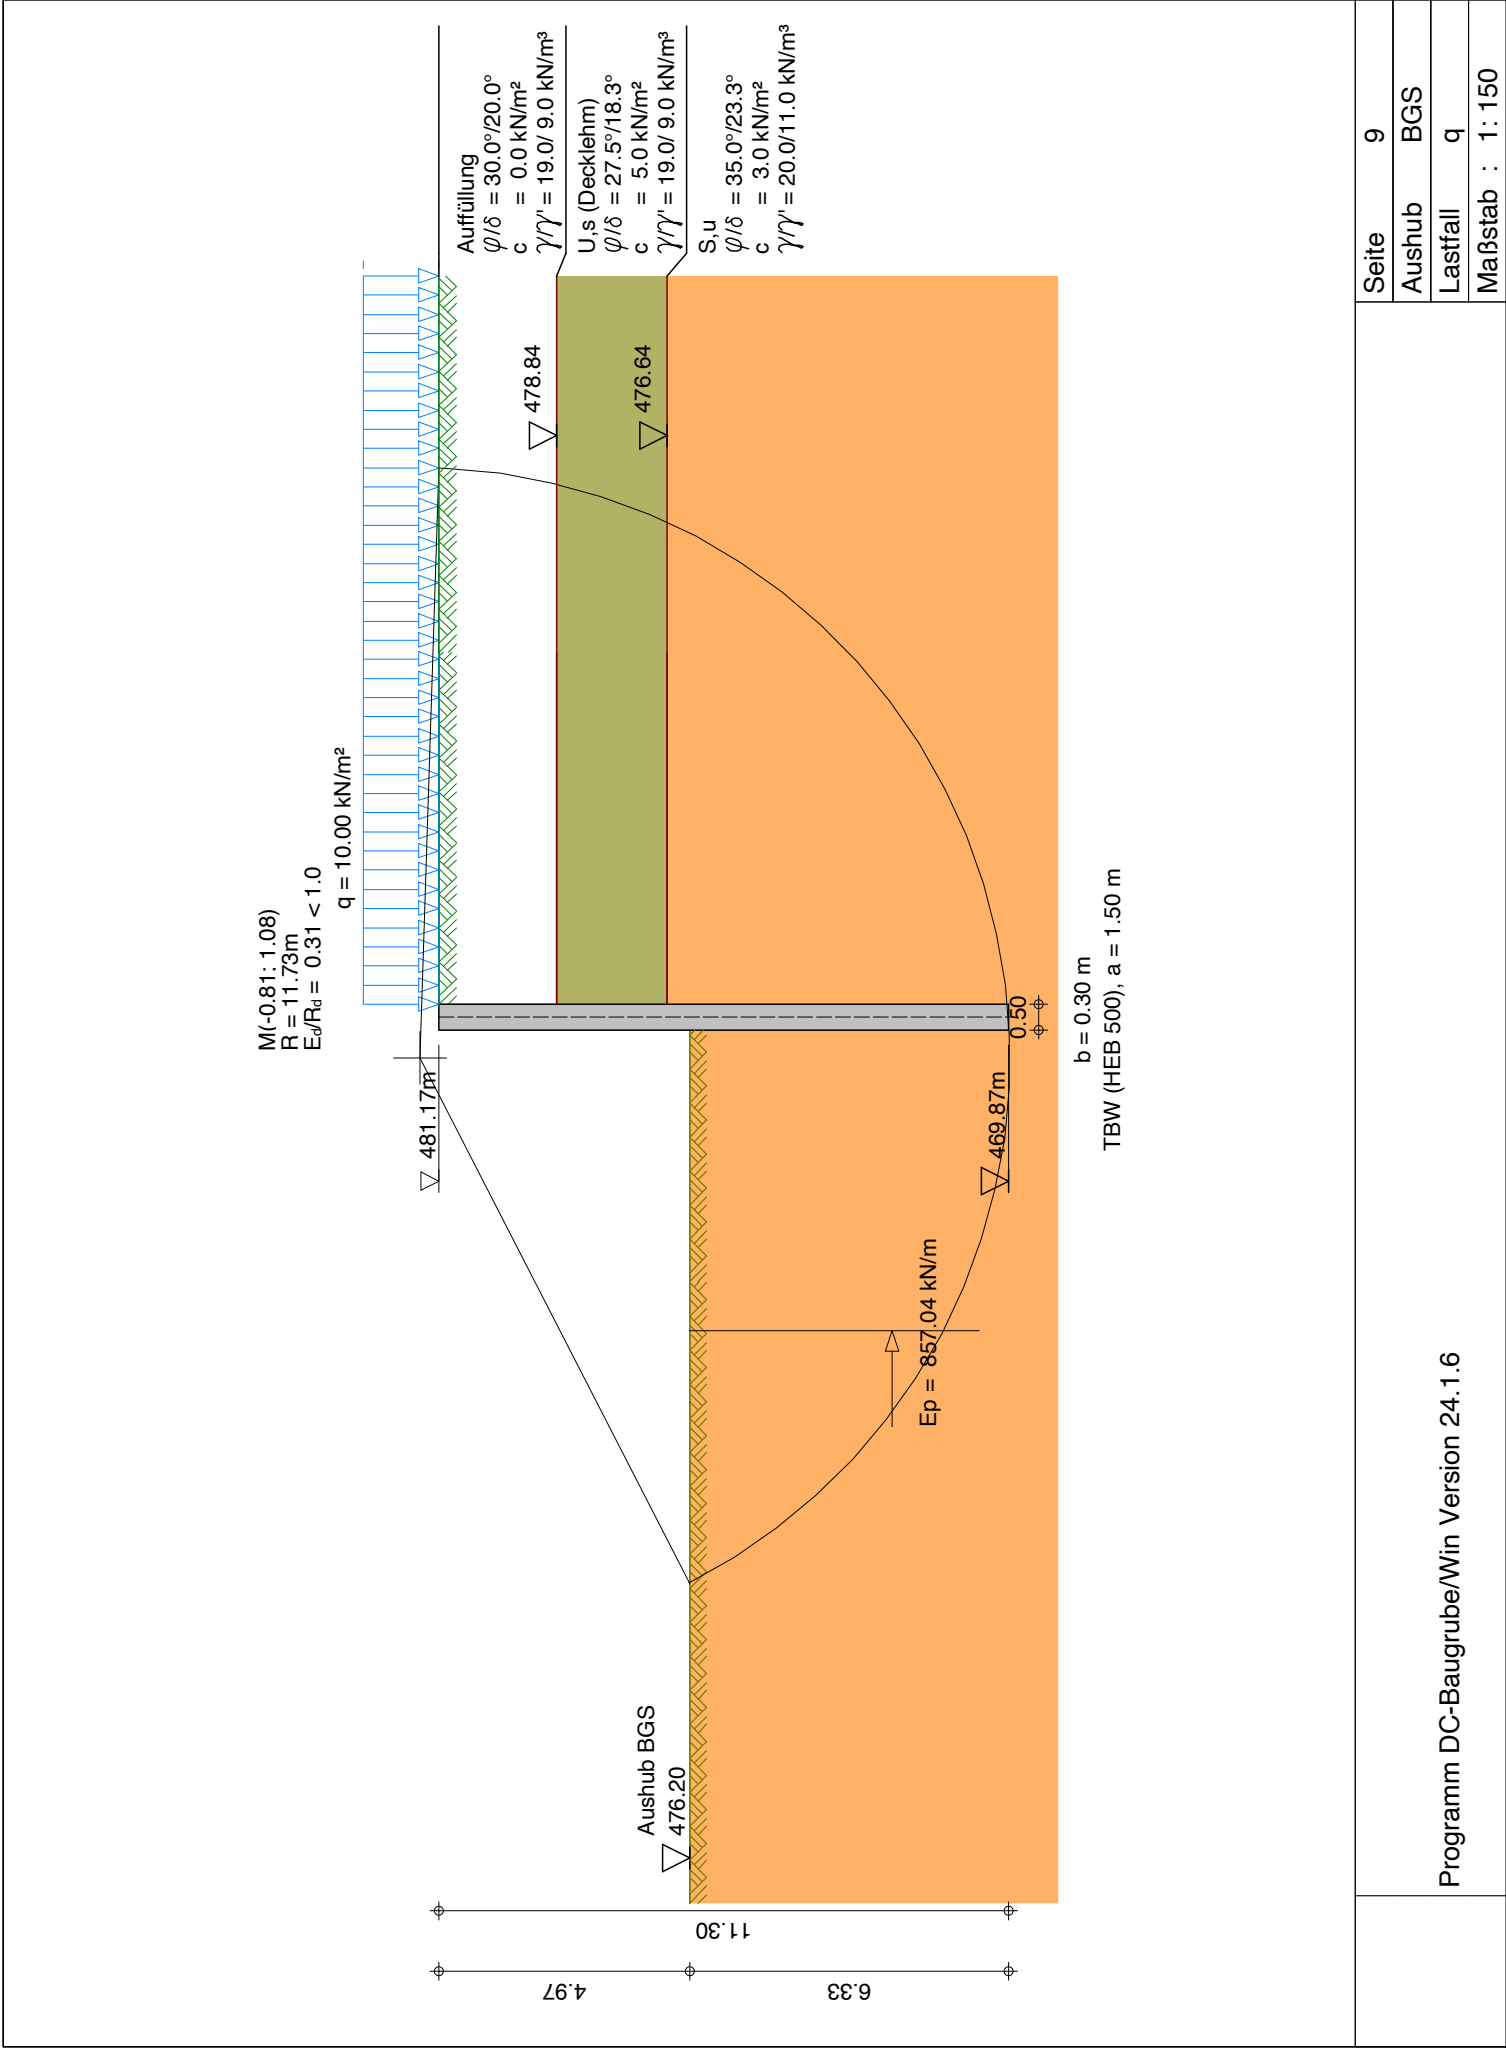 M(-0.81; 1.08)
R = 11.73m
Ed/Rd = 0.31 < 1.0
q = 10.00 kN/m²
Auffüllung
φ/δ = 30.0°/20.0°
c = 0.0 kN/m²
γ/γ' = 19.0/ 9.0 kN/m³
U,s (Decklehm)
φ/δ = 27.5°/18.3°
c = 5.0 kN/m²
γ/γ' = 19.0/ 9.0 kN/m³
S,u
φ/δ = 35.0°/23.3°
c = 3.0 kN/m²
γ/γ' = 20.0/11.0 kN/m³
478.84
476.64
481.17m
469.87m
0.50
b = 0.30 m
TBW (HEB 500), a = 1.50 m
Ep = 857.04 kN/m
Aushub BGS
476.20
11.30
4.97
6.33
Programm DC-Baugrube/Win Version 24.1.6
Seite 9
Aushub BGS
Lastfall q
Maßstab : 1: 150